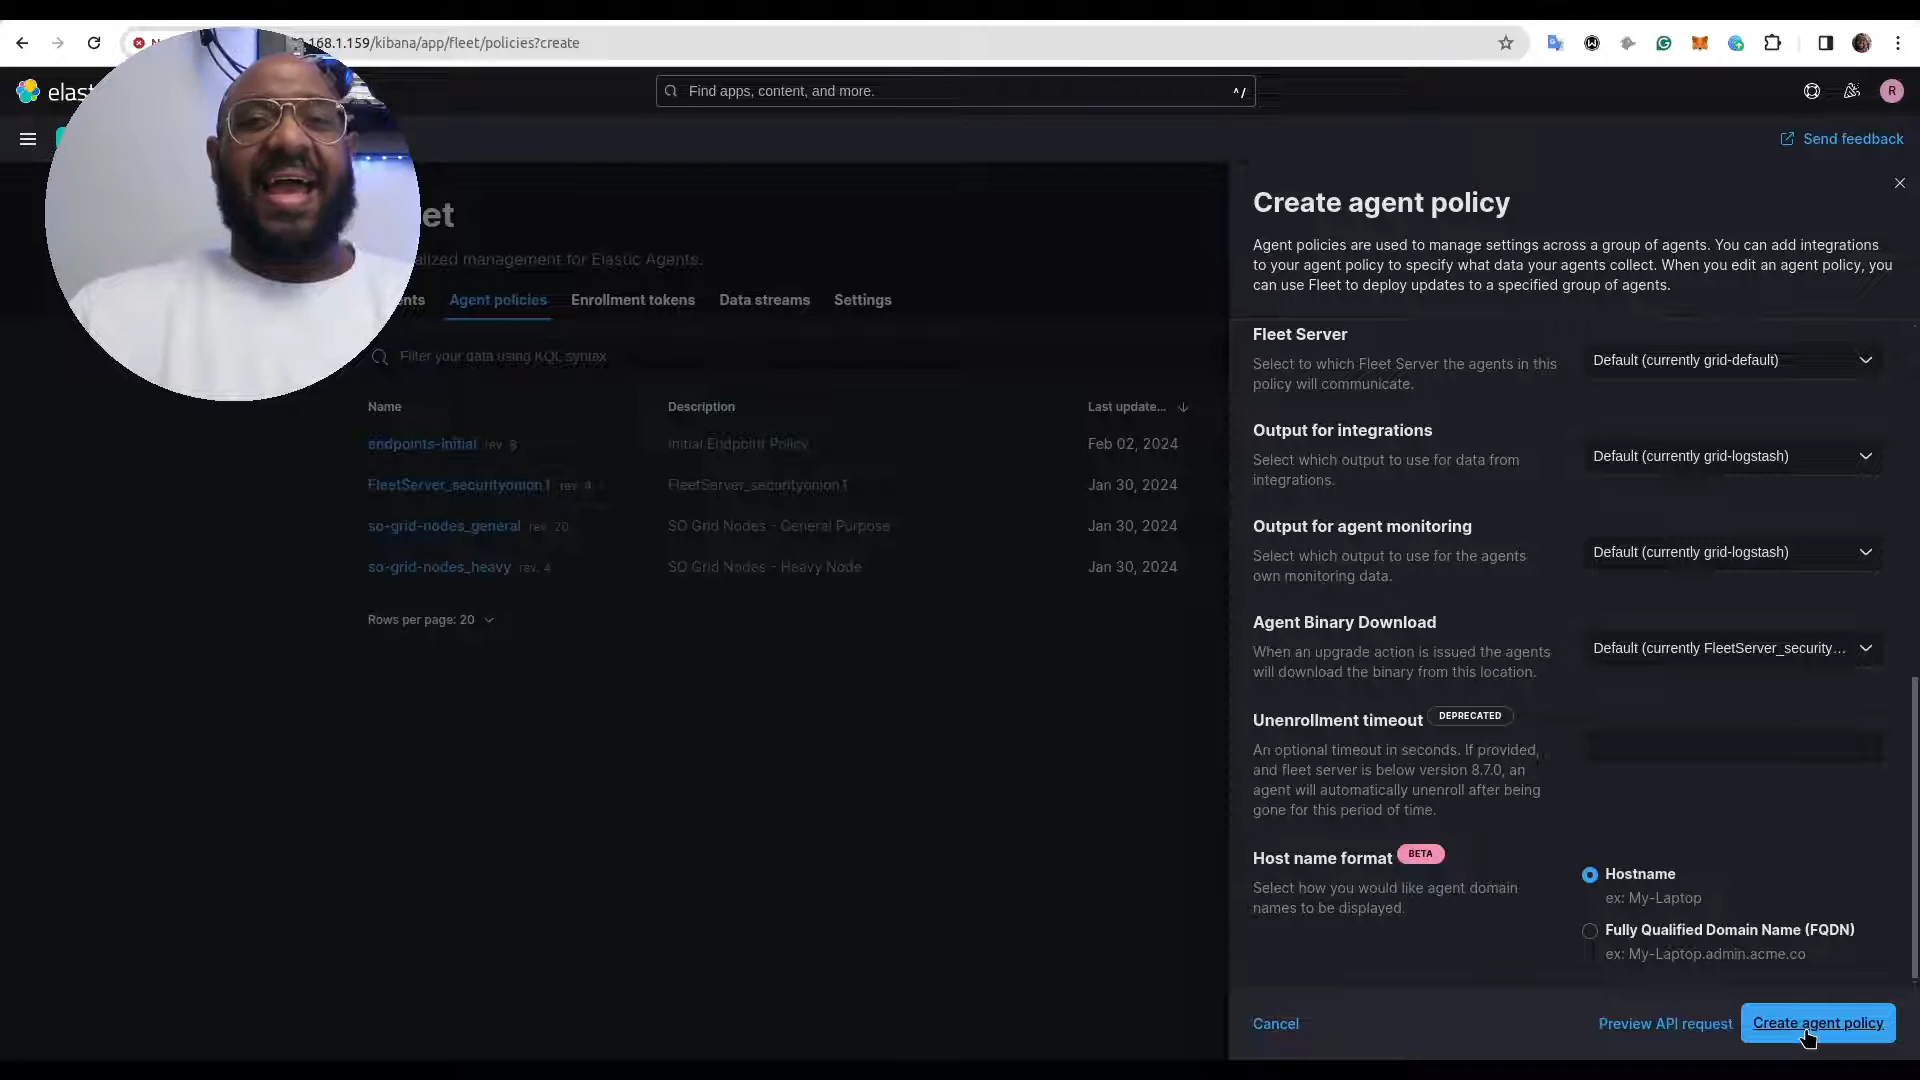 .168.1.159/kibana/app/fleet/policies?create
elast
Find apps, content, and more.
^/
R
Send feedback
et
alized management for Elastic Agents.
ents
Agent policies
Enrollment tokens
Data streams
Settings
Filter your data using KQL syntax
Name
Description
Last update...
endpoints-initial rev. 8
Initial Endpoint Policy
Feb 02, 2024
FleetServer_securityonion1 rev. 4
FleetServer_securityonion1
Jan 30, 2024
so-grid-nodes_general rev. 20
SO Grid Nodes - General Purpose
Jan 30, 2024
so-grid-nodes_heavy rev. 4
SO Grid Nodes - Heavy Node
Jan 30, 2024
Rows per page: 20
Create agent policy
Agent policies are used to manage settings across a group of agents. You can add integrations
to your agent policy to specify what data your agents collect. When you edit an agent policy, you
can use Fleet to deploy updates to a specified group of agents.
Fleet Server
Select to which Fleet Server the agents in this
policy will communicate.
Default (currently grid-default)
Output for integrations
Select which output to use for data from
integrations.
Default (currently grid-logstash)
Output for agent monitoring
Select which output to use for the agents
own monitoring data.
Default (currently grid-logstash)
Agent Binary Download
When an upgrade action is issued the agents
will download the binary from this location.
Default (currently FleetServer_security...
Unenrollment timeout DEPRECATED
An optional timeout in seconds. If provided,
and fleet server is below version 8.7.0, an
agent will automatically unenroll after being
gone for this period of time.
Host name format BETA
Select how you would like agent domain
names to be displayed.
Hostname
ex: My-Laptop
Fully Qualified Domain Name (FQDN)
ex: My-Laptop.admin.acme.co
Cancel
Preview API request
Create agent policy